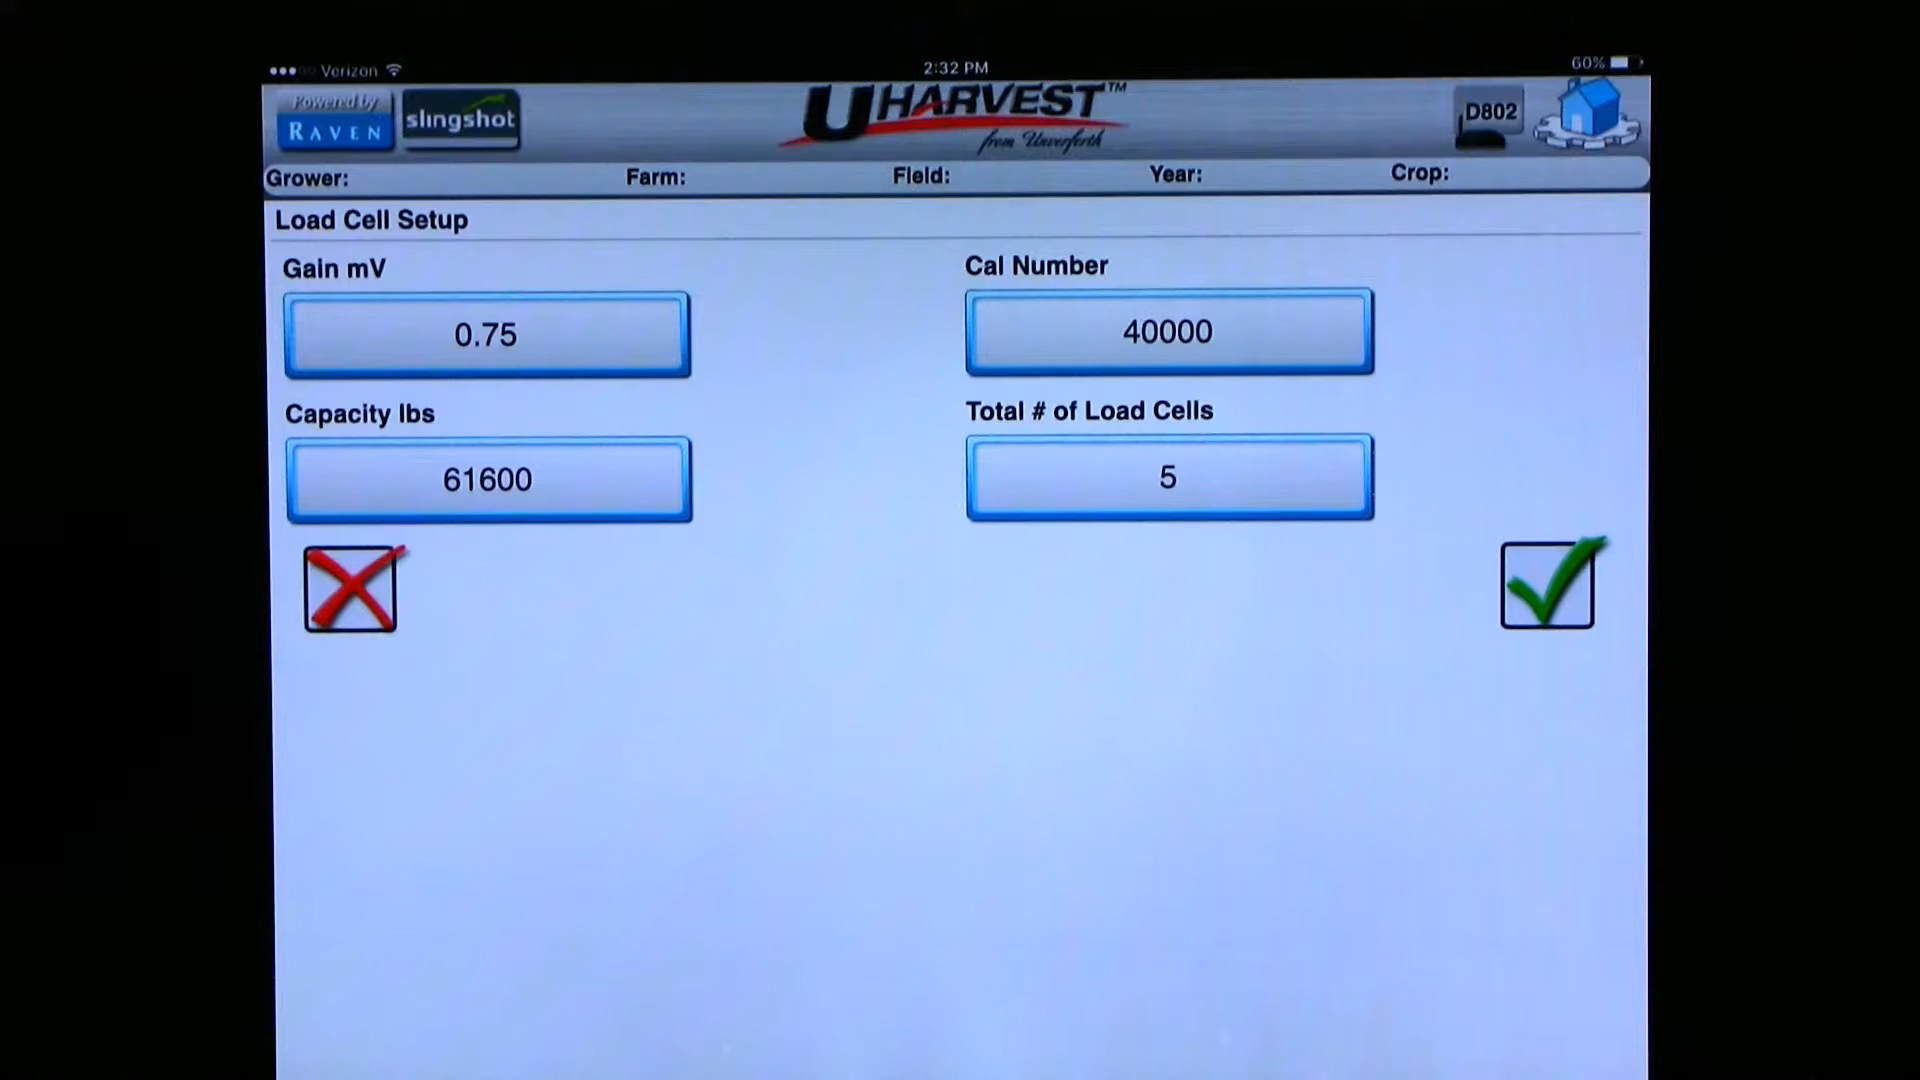 Verizon 2:32 PM 60%
Powered by
RAVEN
slingshot
UHARVEST™
from Unverferth
D802
Grower: Farm: Field: Year: Crop:
Load Cell Setup
Gain mV Cal Number
0.75 40000
Capacity lbs Total # of Load Cells
61600 5